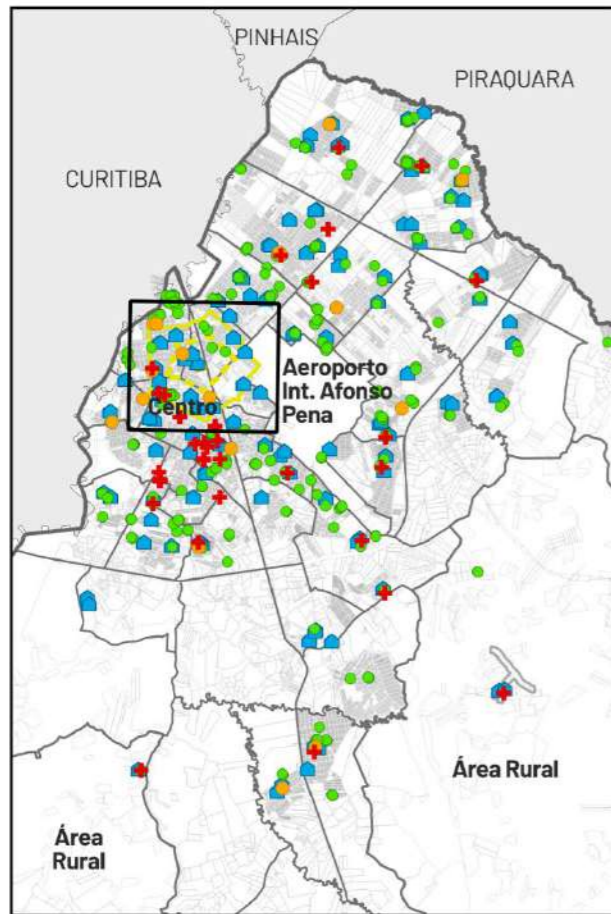 PINHAIS
PIRAQUARA
CURITIBA
Aeroporto
Int. Afonso
Pena
Centro
Área Rural
Área
Rural